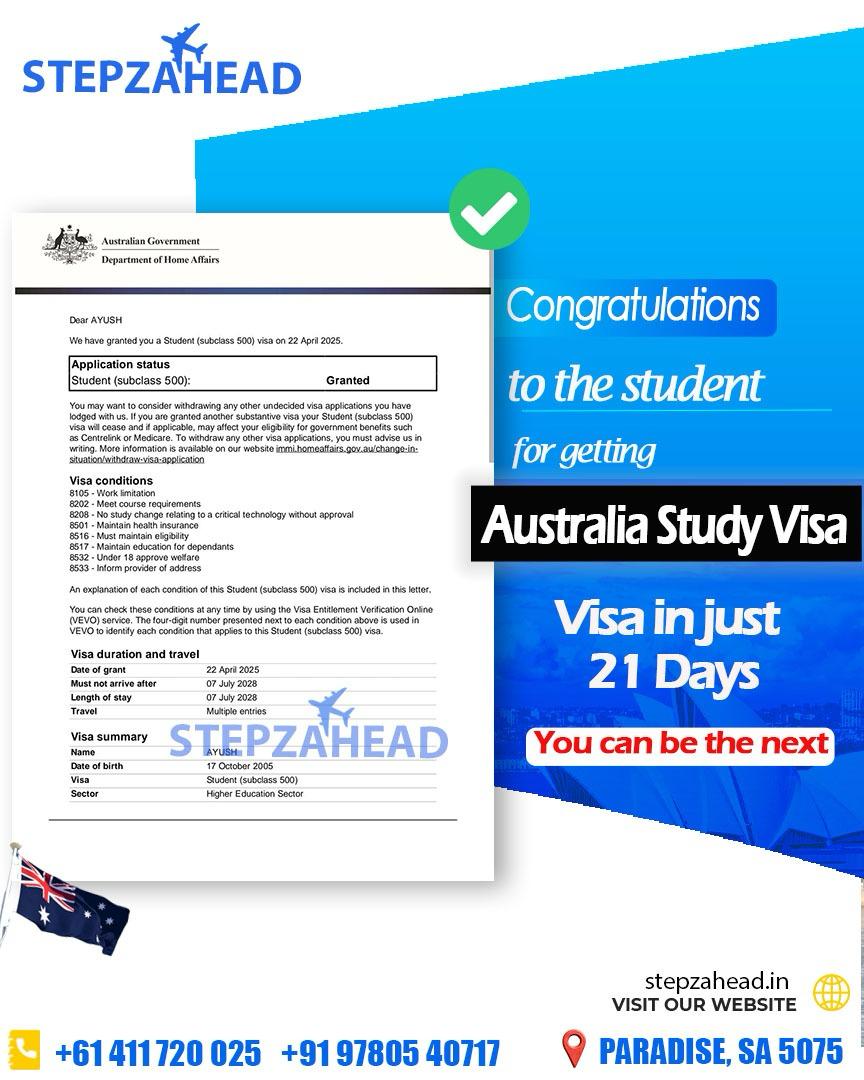 STEPZAHEAD
Australian Government
Department of Home Affairs
Dear AYUSH
We have granted you a Student (subclass 500) visa on 22 April 2025.
Application status
Student (subclass 500): Granted
You may want to consider withdrawing any other undecided visa applications you have
lodged with us. If you are granted another substantive visa your Student (subclass 500)
visa will cease and if applicable, may affect your eligibility for government benefits such
as Centrelink or Medicare. To withdraw any other visa applications, you must advise us in
writing. More information is available on our website immi.homeaffairs.gov.au/change-in-
situation/withdraw-visa-application
Visa conditions
8105 - Work limitation
8202 - Meet course requirements
8208 - No study change relating to a critical technology without approval
8501 - Maintain health insurance
8516 - Must maintain eligibility
8517 - Maintain education for dependants
8532 - Under 18 approve welfare
8533 - Inform provider of address
An explanation of each condition of this Student (subclass 500) visa is included in this letter.
You can check these conditions at any time by using the Visa Entitlement Verification Online
(VEVO) service. The four-digit number presented next to each condition above is used in
VEVO to identify each condition that applies to this Student (subclass 500) visa.
Visa duration and travel
Date of grant 22 April 2025
Must not arrive after 07 July 2028
Length of stay 07 July 2028
Travel Multiple entries
Visa summary
STEPZAHEAD
Name AYUSH
Date of birth 17 October 2005
Visa Student (subclass 500)
Sector Higher Education Sector
Congratulations
to the student
for getting
Australia Study Visa
Visa in just
21 Days
You can be the next
stepzahead.in
VISIT OUR WEBSITE
+61 411 720 025 +91 97805 40717
PARADISE, SA 5075